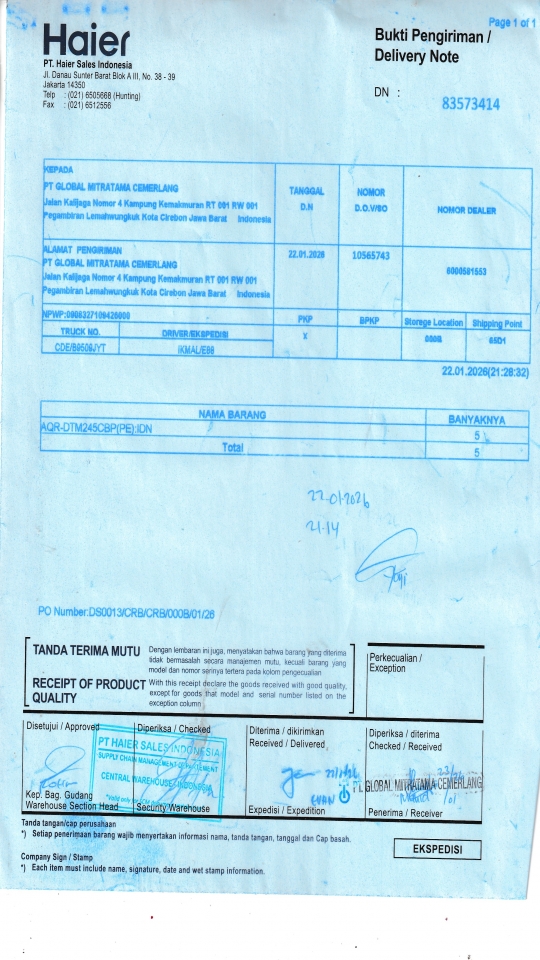 Page 1 of 1
Haier
Bukti Pengiriman /
Delivery Note
PT. Haier Sales Indonesia
Jl. Danau Sunter Barat Blok A III, No. 38 - 39
Jakarta 14350
Telp : (021) 6505668 (Hunting)
Fax : (021) 6512556
DN :
83573414
KEPADA
PT GLOBAL MITRATAMA CEMERLANG
Jalan Kalijaga Nomor 4 Kampung Kemakmuran RT 001 RW 001
Pegambiran Lemahwungkuk Kota Cirebon Jawa Barat Indonesia
TANGGAL
D.N
NOMOR
D.O.V/SO
NOMOR DEALER
ALAMAT PENGIRIMAN
PT GLOBAL MITRATAMA CEMERLANG
Jalan Kalijaga Nomor 4 Kampung Kemakmuran RT 001 RW 001
Pegambiran Lemahwungkuk Kota Cirebon Jawa Barat Indonesia
22.01.2026
10565743
6000581553
PKP
BPKP
Storage Location
Shipping Point
TRUCK NO.
DRIVER/EKSPEDISI
X
000B
65D1
CDE/B9509JYT
IKMAL/E88
22.01.2026(21:28:32)
NAMA BARANG
BANYAKNYA
AQR-DTM245CBP(PE):IDN
5
Total
5
22-01-2026
21-14
PO Number:DS0013/CRB/CRB/000B/01/26
TANDA TERIMA MUTU
Dengan lembaran ini juga, menyatakan bahwa barang yang diterima
tidak bermasalah secara manajemen mutu, kecuali barang yang
model dan nomor serinya tertera pada kolom pengecualian
RECEIPT OF PRODUCT
QUALITY
With this receipt declare the goods received with good quality,
except for goods that model and serial number listed on the
exception column
Perkecualian /
Exception
Disetujui / Approved
Diperiksa / Checked
Diterima / dikirimkan
Received / Delivered
Diperiksa / diterima
Checked / Received
PT HAIER SALES INDONESIA
CENTRAL WAREHOUSE INDONESIA
PT GLOBAL MITRATAMA CEMERLANG
Kep. Bag. Gudang
Warehouse Section Head
Security/Warehouse
Expedisi / Expedition
Penerima / Receiver
Tanda tangan/cap perusahaan
*) Setiap penerimaan barang wajib menyertakan informasi nama, tanda tangan, tanggal dan Cap basah.
EKSPEDISI
Company Sign / Stamp
*) Each item must include name, signature, date and wet stamp information.